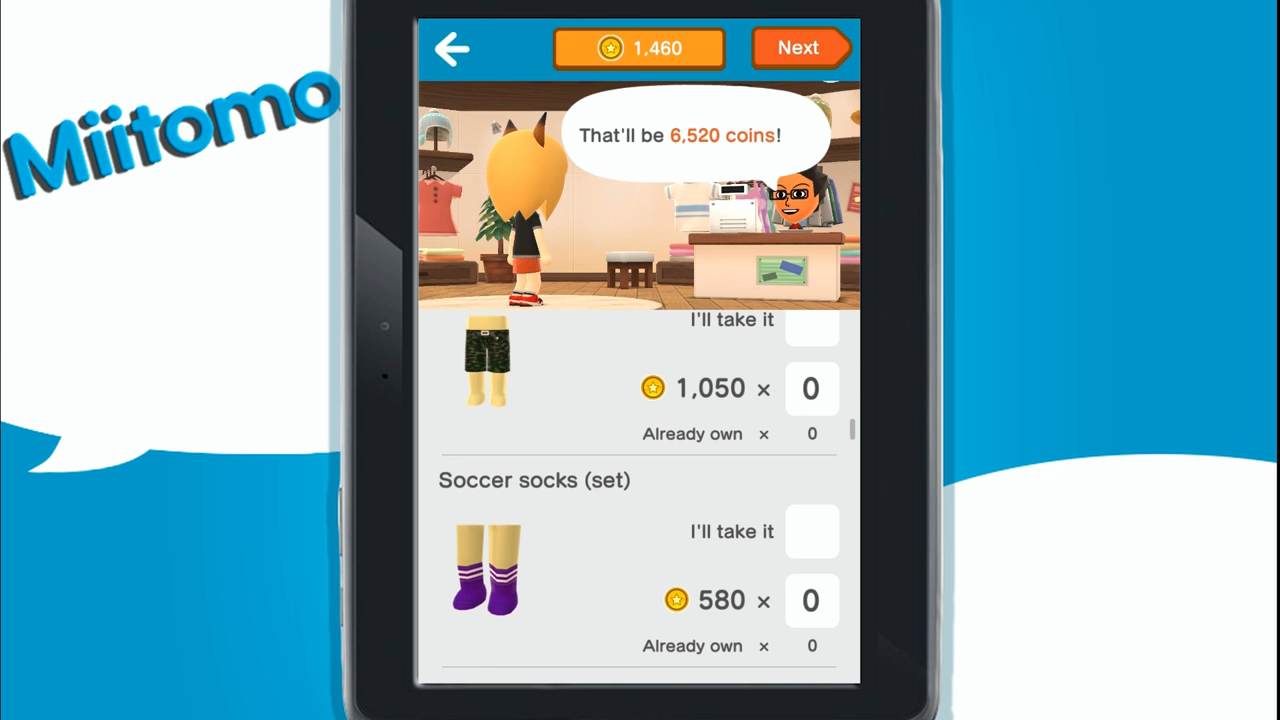 Miitomo
1,460
Next
That'll be 6,520 coins!
I'll take it
1,050 × 0
Already own × 0
Soccer socks (set)
I'll take it
580 × 0
Already own × 0